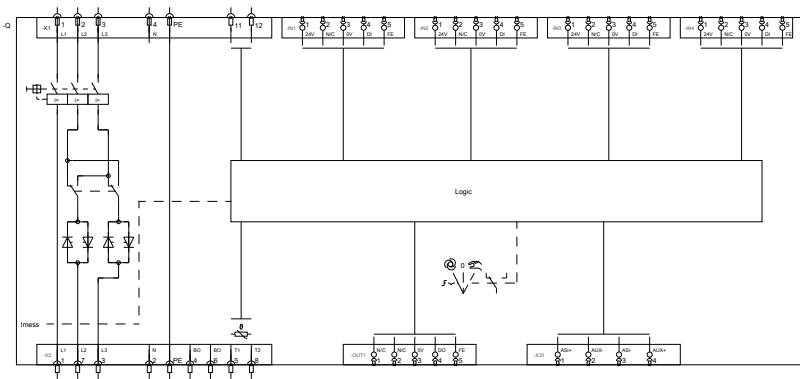 -Q
-X1 1 2 3 4 PE 11 12
L1 L2 L3 N
-IN1 1 2 3 4 5
24V N/C 0V DI FE
-IN2 1 2 3 4 5
24V N/C 0V DI FE
-IN3 1 2 3 4 5
24V N/C 0V DI FE
-IN4 1 2 3 4 5
24V N/C 0V DI FE
I> I> I>
Logic
0
Imess
ϑ
-X2 L1 L2 L3 N BO BO T1 T2
1 7 3 2 PE 4 6 5 8
-OUT1 N/C N/C 0V DO FE
1 2 3 4 5
-X31 ASi+ AUX- ASi- AUX+
1 2 3 4